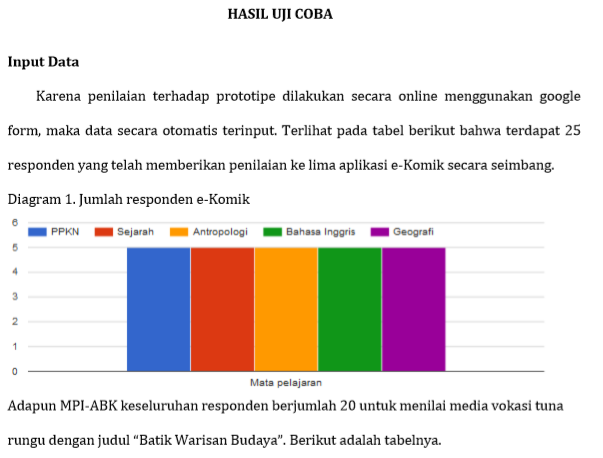 HASIL UJI COBA
Input Data
Karena penilaian terhadap prototipe dilakukan secara online menggunakan google
form, maka data secara otomatis terinput. Terlihat pada tabel berikut bahwa terdapat 25
responden yang telah memberikan penilaian ke lima aplikasi e-Komik secara seimbang.
Diagram 1. Jumlah responden e-Komik
6
PPKN Sejarah Antropologi Bahasa Inggris Geografi
5
4
3
2
1
0
Mata pelajaran
Adapun MPI-ABK keseluruhan responden berjumlah 20 untuk menilai media vokasi tuna
rungu dengan judul “Batik Warisan Budaya”. Berikut adalah tabelnya.